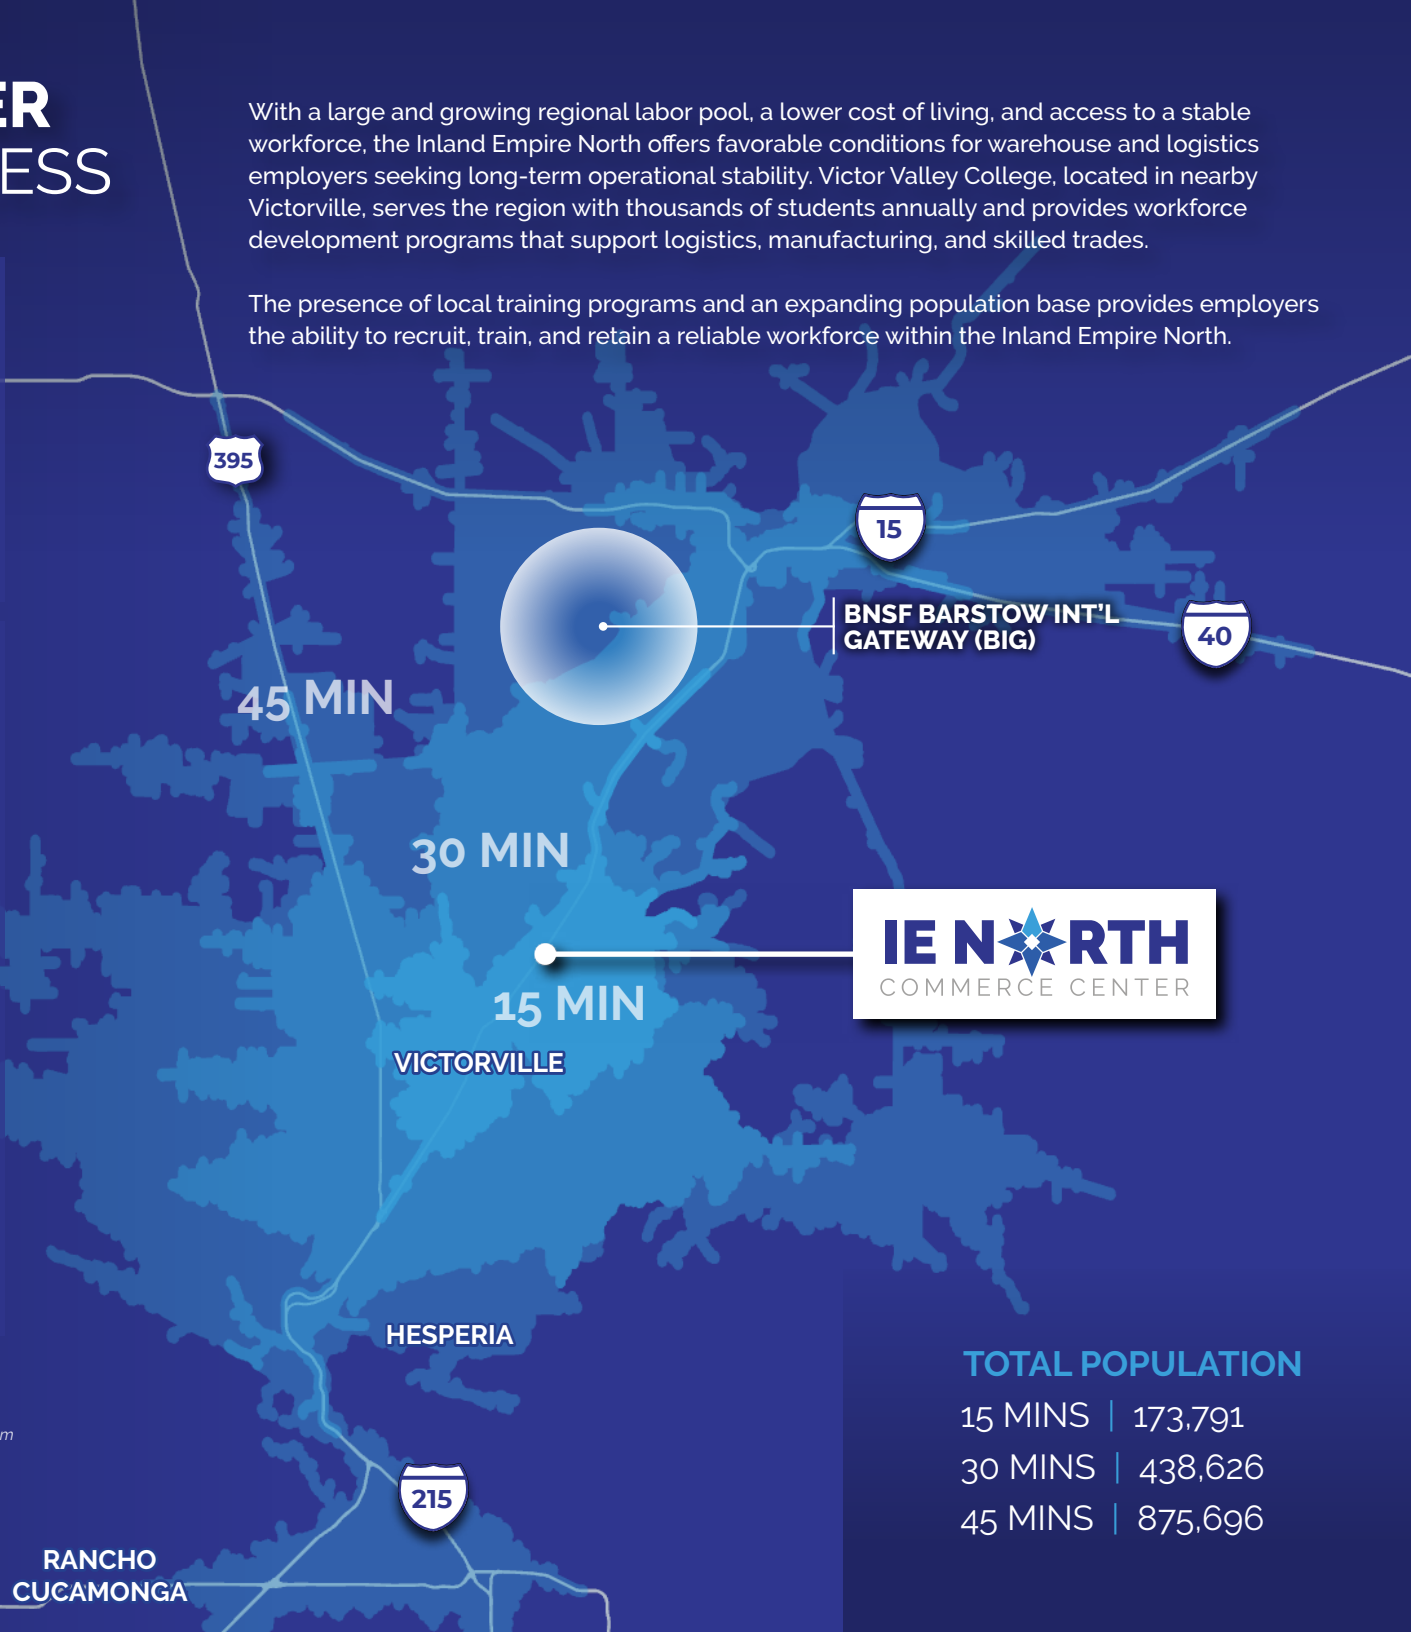 ER
ESS
With a large and growing regional labor pool, a lower cost of living, and access to a stable
workforce, the Inland Empire North offers favorable conditions for warehouse and logistics
employers seeking long-term operational stability. Victor Valley College, located in nearby
Victorville, serves the region with thousands of students annually and provides workforce
development programs that support logistics, manufacturing, and skilled trades.
The presence of local training programs and an expanding population base provides employers
the ability to recruit, train, and retain a reliable workforce within the Inland Empire North.
395
15
BNSF BARSTOW INT'L
GATEWAY (BIG)
40
45 MIN
30 MIN
IE NORTH
COMMERCE CENTER
15 MIN
VICTORVILLE
HESPERIA
TOTAL POPULATION
15 MINS | 173,791
30 MINS | 438,626
45 MINS | 875,696
m
215
RANCHO
CUCAMONGA